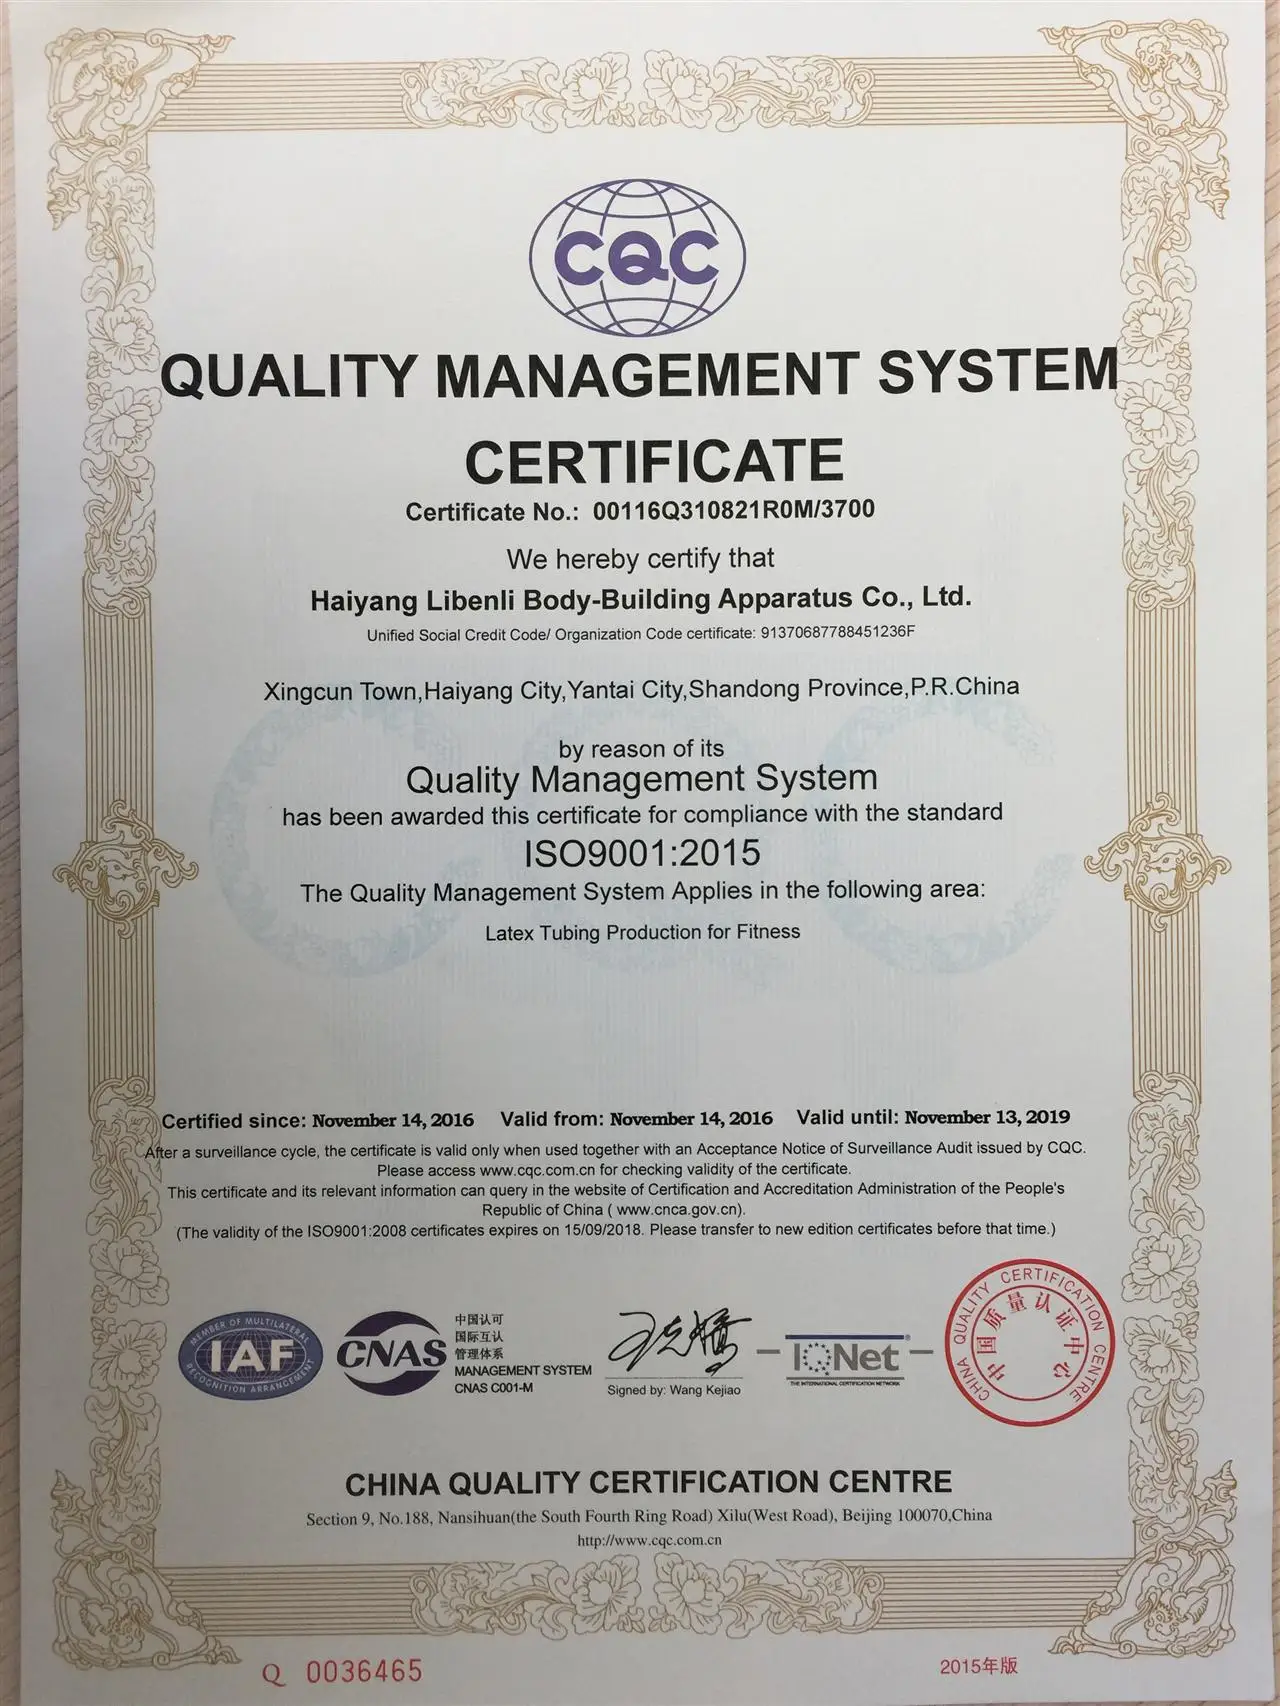 CQC
QUALITY MANAGEMENT SYSTEM
CERTIFICATE
Certificate No.: 00116Q310821R0M/3700
We hereby certify that
Haiyang Libenli Body-Building Apparatus Co., Ltd.
Unified Social Credit Code/ Organization Code certificate: 91370687788451236F
Xingcun Town,Haiyang City,Yantai City,Shandong Province,P.R.China
by reason of its
Quality Management System
has been awarded this certificate for compliance with the standard
ISO9001:2015
The Quality Management System Applies in the following area:
Latex Tubing Production for Fitness
Certified since: November 14, 2016 Valid from: November 14, 2016 Valid until: November 13, 2019
After a surveillance cycle, the certificate is valid only when used together with an Acceptance Notice of Surveillance Audit issued by CQC.
Please access www.cqc.com.cn for checking validity of the certificate.
This certificate and its relevant information can query in the website of Certification and Accreditation Administration of the People's
Republic of China ( www.cnca.gov.cn).
(The validity of the ISO9001:2008 certificates expires on 15/09/2018. Please transfer to new edition certificates before that time.)
MEMBER OF MULTILATERAL
IAF
RECOGNITION ARRANGEMENT
CNAS
中国认可
国际互认
管理体系
MANAGEMENT SYSTEM
CNAS C001-M
王克娇
Signed by: Wang Kejiao
IQNet
THE INTERNATIONAL CERTIFICATION NETWORK
CHINA QUALITY CERTIFICATION CENTRE
中国质量认证中心
CHINA QUALITY CERTIFICATION CENTRE
Section 9, No.188, Nansihuan(the South Fourth Ring Road) Xilu(West Road), Beijing 100070,China
http://www.cqc.com.cn
Q 0036465
2015年版